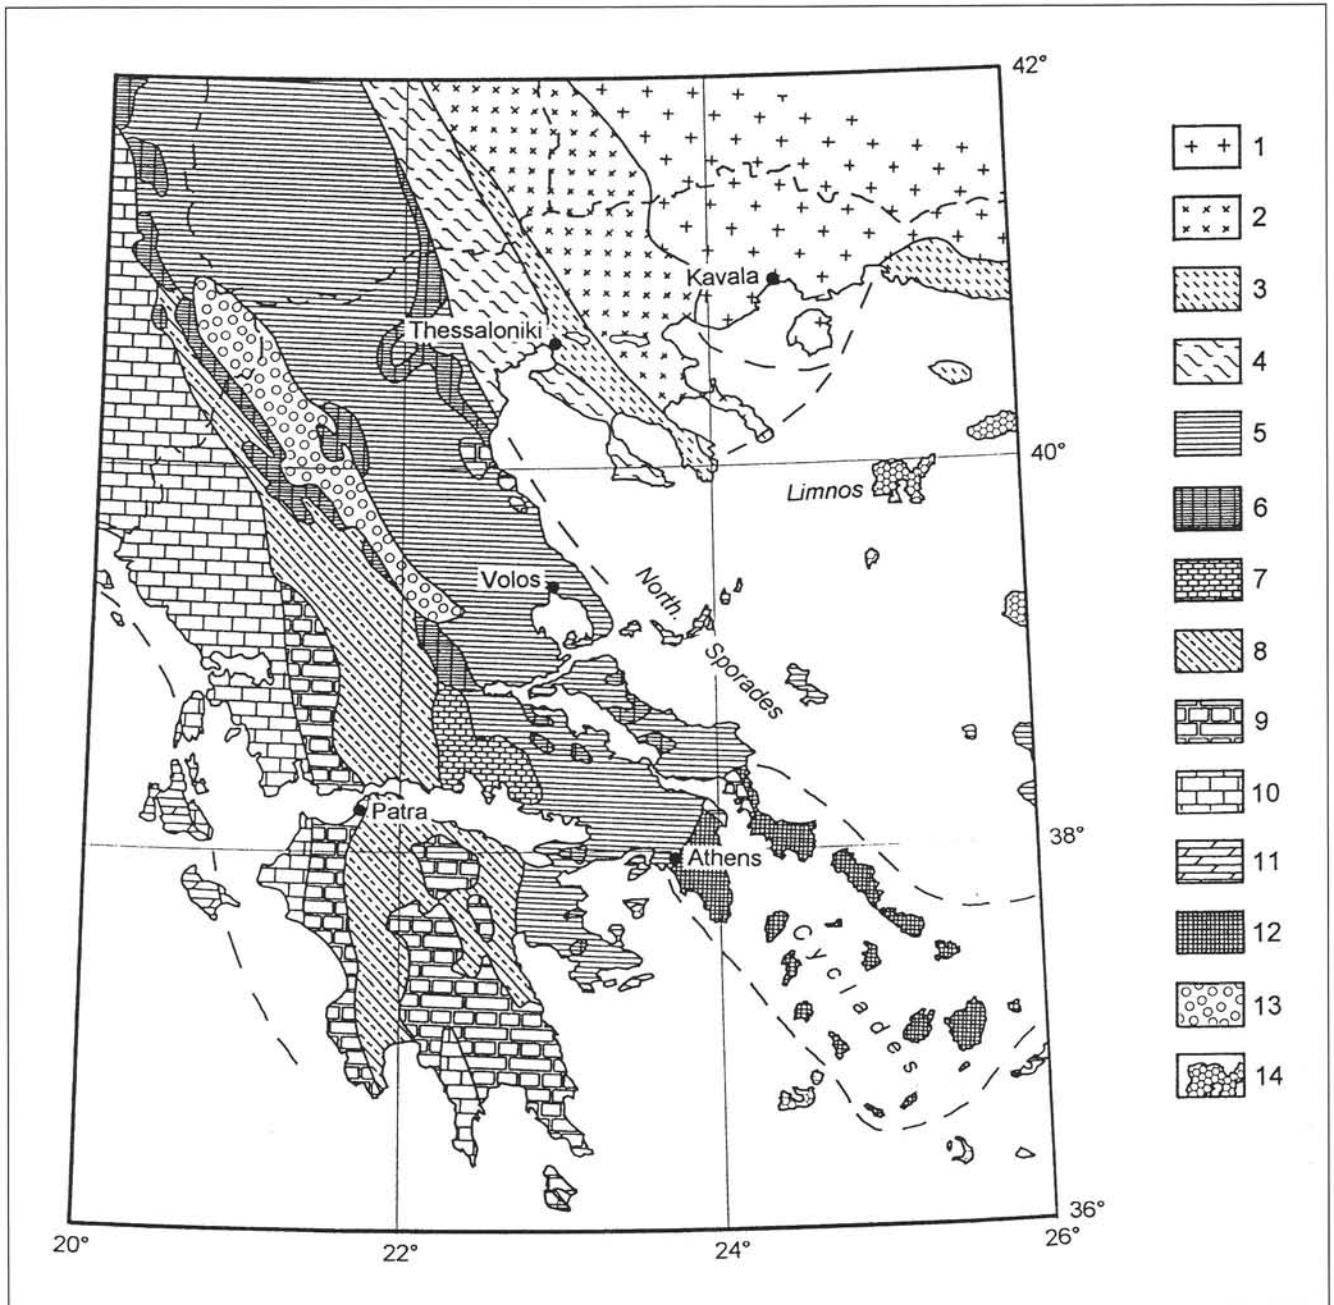 42°
1
2
Kavala
3
Thessaloniki
4
5
40°
Limnos
6
North.
Volos
7
Sporades
8
9
10
Patra
38°
Athens
11
12
Cyclades
13
14
36°
20°
22°
24°
26°